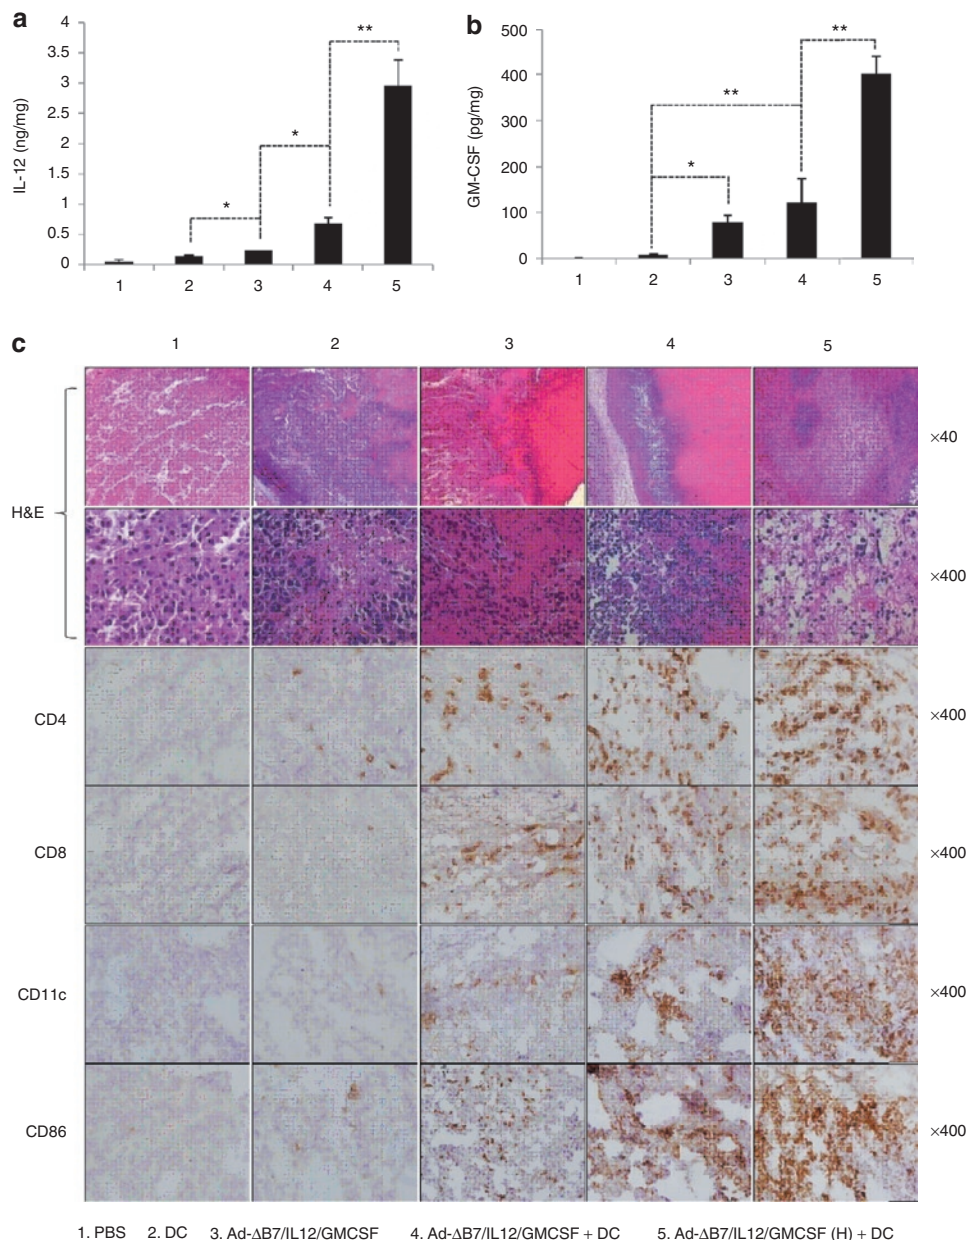 a
4
3.5
3
2.5
2
1.5
1
0.5
0
IL-12 (ng/mg)
*
*
**
1 2 3 4 5
b
500
400
300
200
100
0
GM-CSF (pg/mg)
*
**
**
1 2 3 4 5
c
1 2 3 4 5
H&E
×40
×400
CD4
×400
CD8
×400
CD11c
×400
CD86
×400
1. PBS 2. DC 3. Ad-ΔB7/IL12/GMCSF 4. Ad-ΔB7/IL12/GMCSF + DC 5. Ad-ΔB7/IL12/GMCSF (H) + DC